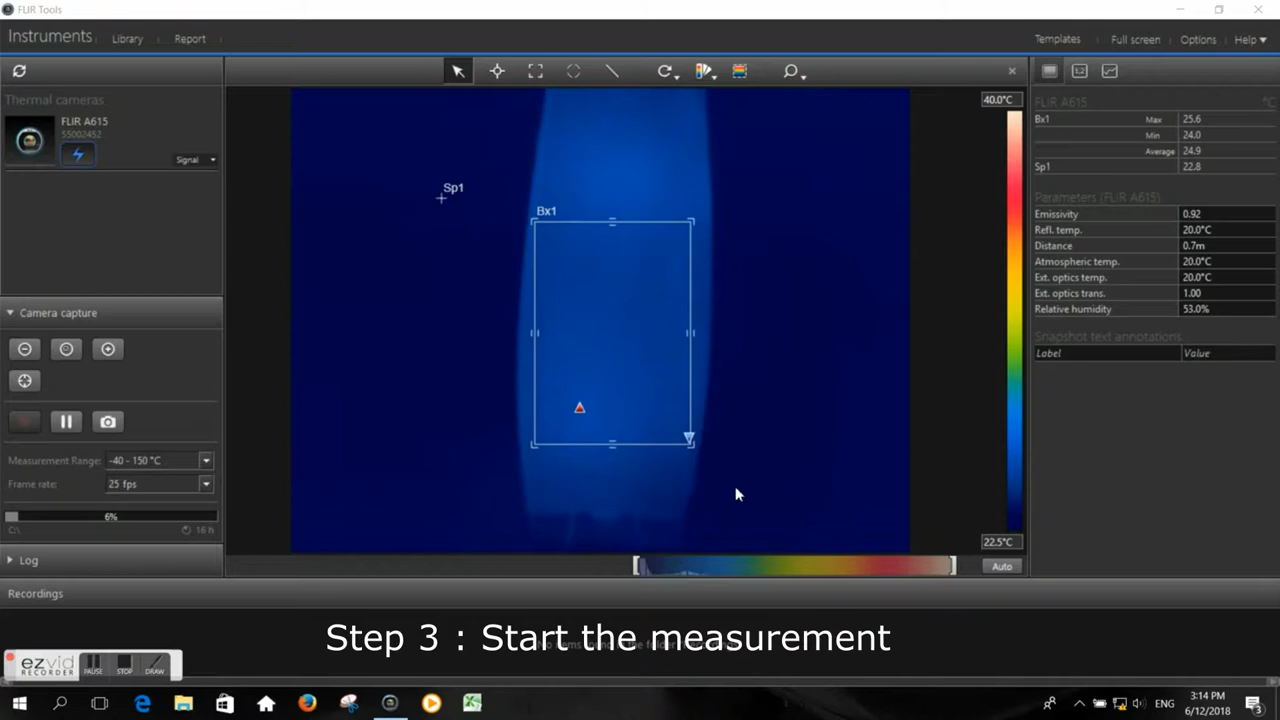 FLIR Tools
Instruments Library Report Templates Full screen Options Help
Thermal cameras
FLIR A615
55002452
Signal
Camera capture
Measurement Range: -40 - 150 °C
Frame rate: 25 fps
6%
C:\ 16 h
Log
Sp1
Bx1
40.0°C
22.5°C
Auto
FLIR A615 °C
Bx1 Max 25.6
Min 24.0
Average 24.9
Sp1 22.8
Parameters (FLIR A615)
Emissivity 0.92
Refl. temp. 20.0°C
Distance 0.7m
Atmospheric temp. 20.0°C
Ext. optics temp. 20.0°C
Ext. optics trans. 1.00
Relative humidity 53.0%
Snapshot text annotations
Label Value
Recordings
Step 3 : Start the measurement
ezvid
RECORDER
PAUSE STOP DRAW
ENG
3:14 PM
6/12/2018
3